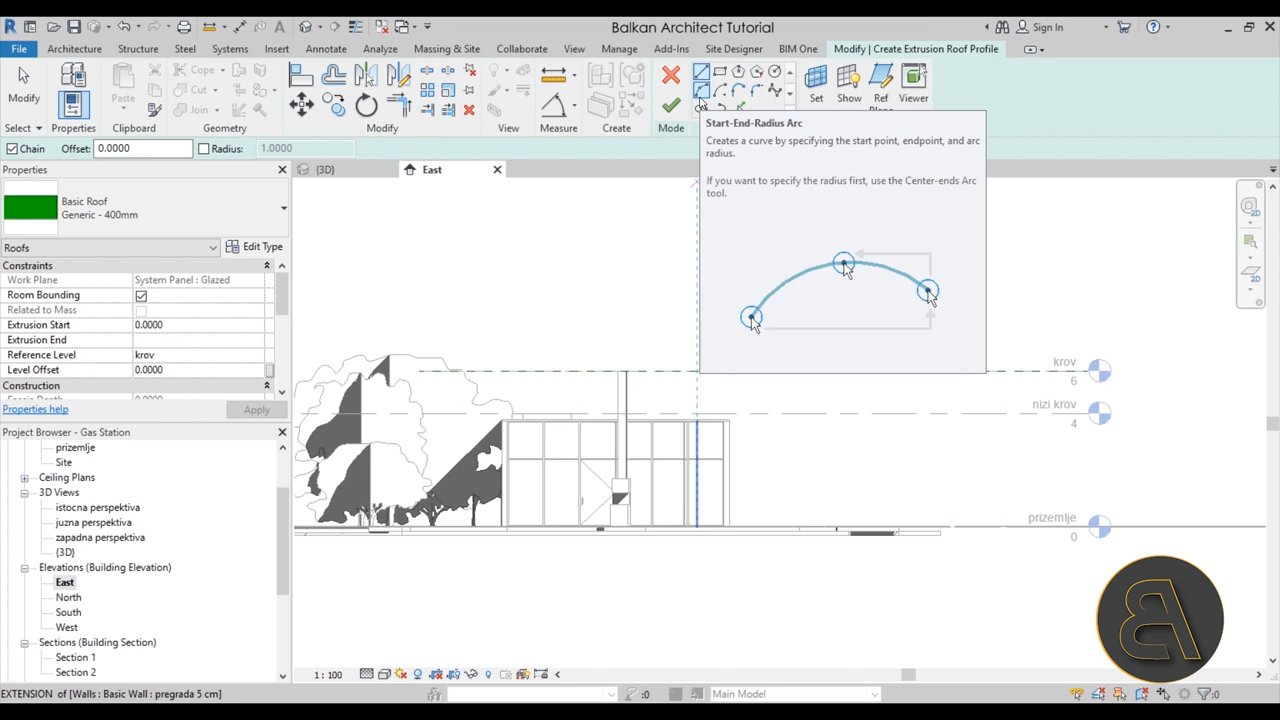 Balkan Architect Tutorial
Sign In
File Architecture Structure Steel Systems Insert Annotate Analyze Massing & Site Collaborate View Manage Add-Ins Site Designer BIM One Modify | Create Extrusion Roof Profile
Modify
Properties
Paste
Cope
Cut
Join
Set
Show
Ref
Viewer
Select Properties Clipboard Geometry Modify View Measure Create Mode
Chain Offset: 0.0000 Radius: 1.0000
Start-End-Radius Arc
Creates a curve by specifying the start point, endpoint, and arc
radius.
If you want to specify the radius first, use the Center-ends Arc
tool.
Properties
{3D}
East
Basic Roof
Generic - 400mm
Roofs
Edit Type
Constraints
Work Plane System Panel : Glazed
Room Bounding
Related to Mass
Extrusion Start 0.0000
Extrusion End
Reference Level krov
Level Offset 0.0000
Construction
Properties help
Apply
Project Browser - Gas Station
prizemlje
Site
Ceiling Plans
3D Views
istocna perspektiva
juzna perspektiva
zapadna perspektiva
{3D}
Elevations (Building Elevation)
East
North
South
West
Sections (Building Section)
Section 1
Section 2
krov
6
nizi krov
4
prizemlje
0
2D
2D
1 : 100
EXTENSION of [Walls : Basic Wall : pregrada 5 cm]
:0
Main Model
:0